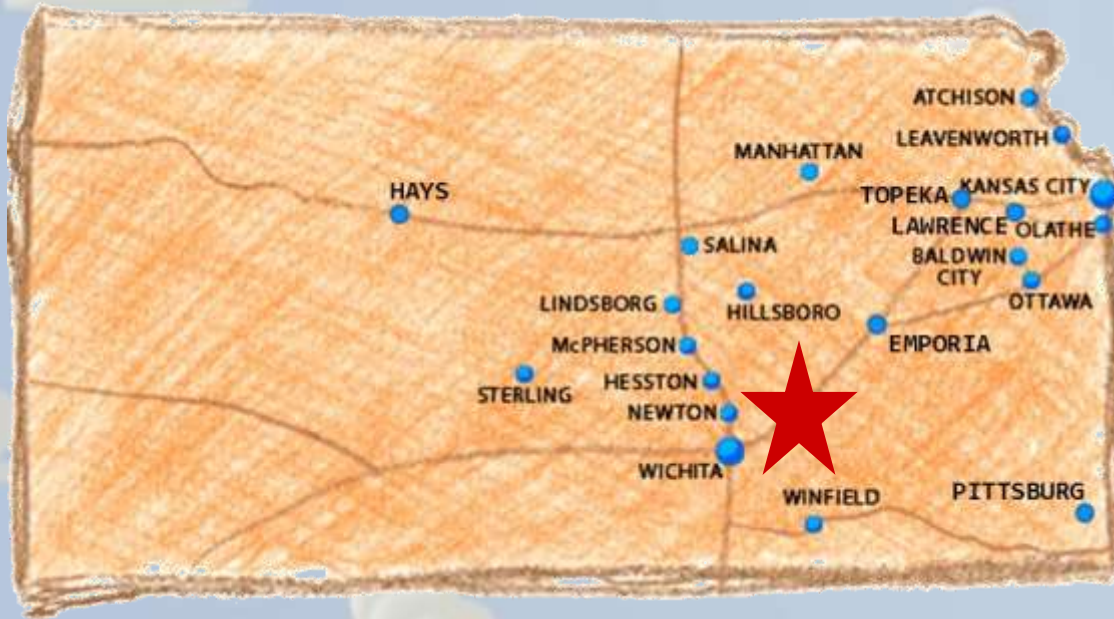 ATCHISON
LEAVENWORTH
MANHATTAN
KANSAS CITY
TOPEKA
HAYS
LAWRENCE
OLATHE
SALINA
BALDWIN
CITY
OTTAWA
LINDSBORG
HILLSBORO
McPHERSON
EMPORIA
HESSTON
STERLING
NEWTON
WICHITA
WINFIELD
PITTSBURG